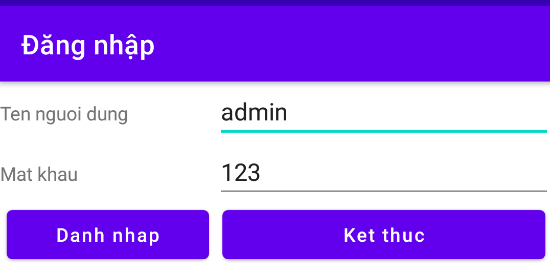 Đăng nhập
Ten nguoi dung admin
Mat khau 123
Danh nhap Ket thuc